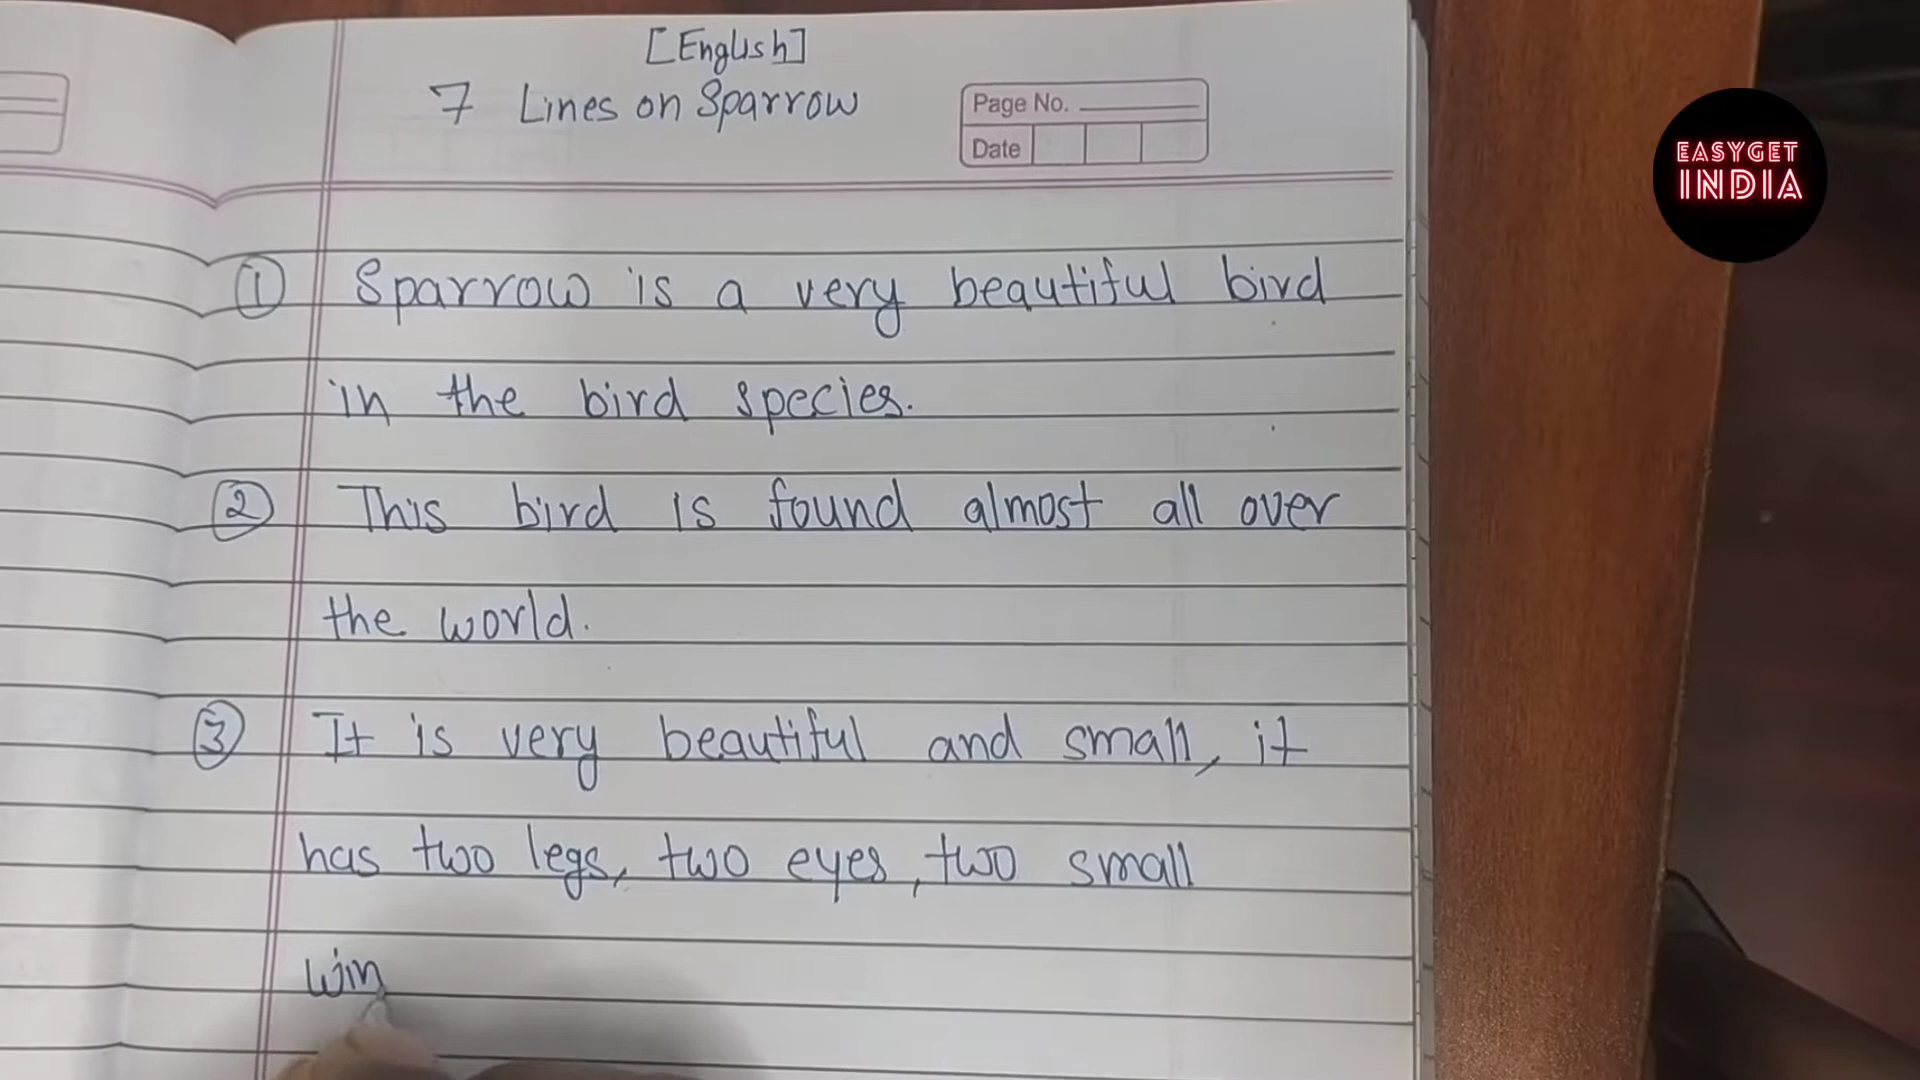 [English]
7 Lines on Sparrow
Page No.
Date
EASYGET
INDIA
① Sparrow is a very beautiful bird
in the bird species.
② This bird is found almost all over
the world.
③ It is very beautiful and small, it
has two legs, two eyes, two small
win